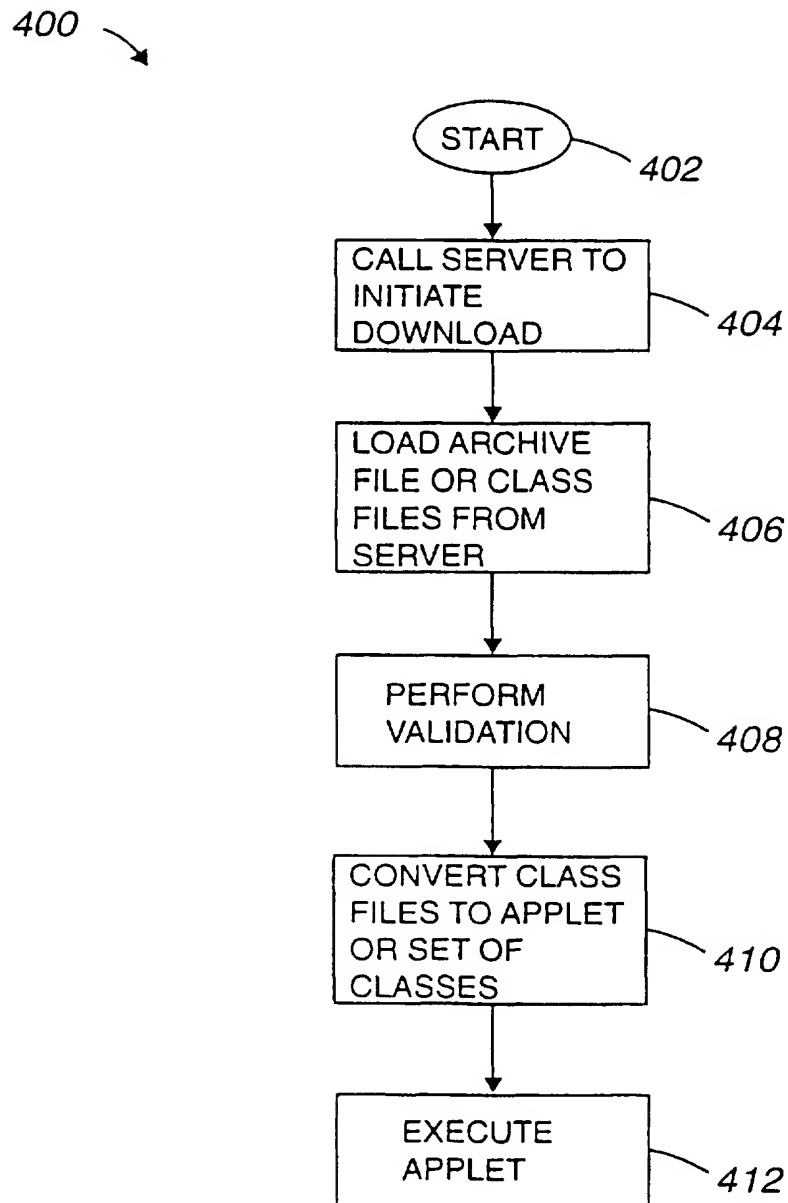 400
START
402
CALL SERVER TO
INITIATE
DOWNLOAD
404
LOAD ARCHIVE
FILE OR CLASS
FILES FROM
SERVER
406
PERFORM
VALIDATION
408
CONVERT CLASS
FILES TO APPLET
OR SET OF
CLASSES
410
EXECUTE
APPLET
412